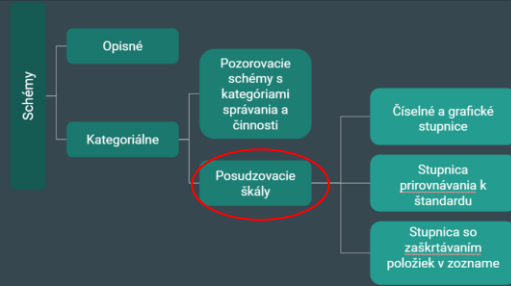 Schémy
Opisné
Kategoriálne
Pozorovacie
schémy s
kategóriami
správania a
činnosti
Posudzovacie
škály
Číselné a grafické
stupnice
Stupnica
prirovnávania k
štandardu
Stupnica so
zaškrtávaním
položiek v zozname